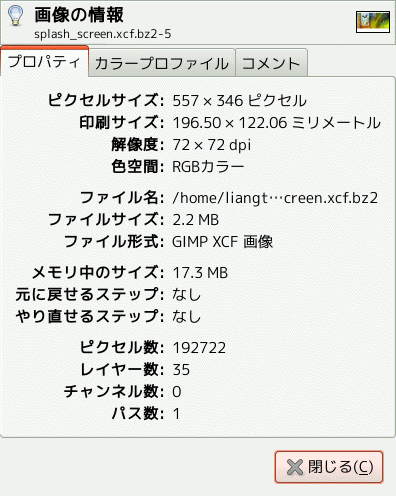 画像の情報
splash_screen.xcf.bz2-5
プロパティ カラープロファイル コメント
ピクセルサイズ: 557 × 346 ピクセル
印刷サイズ: 196.50 × 122.06 ミリメートル
解像度: 72 × 72 dpi
色空間: RGBカラー
ファイル名: /home/liangt…creen.xcf.bz2
ファイルサイズ: 2.2 MB
ファイル形式: GIMP XCF 画像
メモリ中のサイズ: 17.3 MB
元に戻せるステップ: なし
やり直せるステップ: なし
ピクセル数: 192722
レイヤー数: 35
チャンネル数: 0
パス数: 1
閉じる(C)